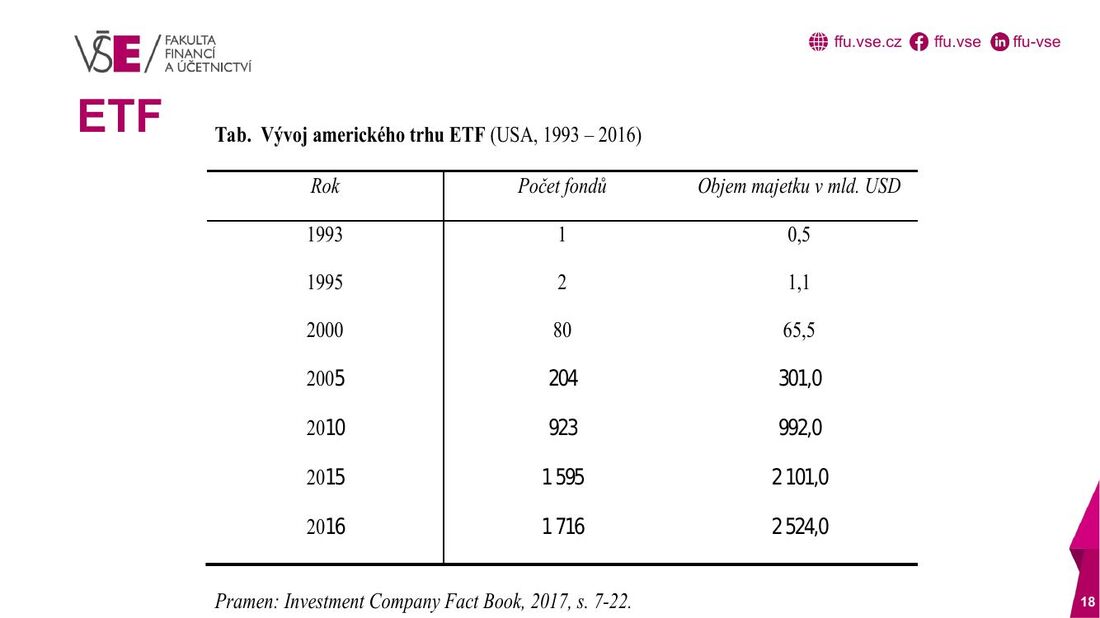 VŠE / FAKULTA
FINANCÍ
A ÚČETNICTVÍ
ffu.vse.cz ffu.vse ffu-vse
ETF
Tab. Vývoj amerického trhu ETF (USA, 1993 – 2016)
Rok Počet fondů Objem majetku v mld. USD
1993 1 0,5
1995 2 1,1
2000 80 65,5
2005 204 301,0
2010 923 992,0
2015 1 595 2 101,0
2016 1 716 2 524,0
Pramen: Investment Company Fact Book, 2017, s. 7-22.
18